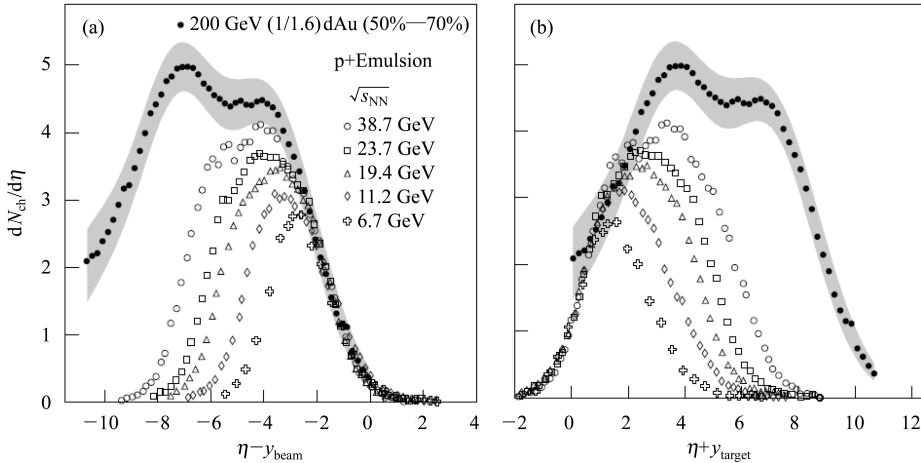 (a) ● 200 GeV (1/1.6) dAu (50%—70%) (b)
p+Emulsion
√sNN
○ 38.7 GeV
□ 23.7 GeV
△ 19.4 GeV
◇ 11.2 GeV
✚ 6.7 GeV
dNch/dη
5
4
3
2
1
0
−10 −8 −6 −4 −2 0 2 4
−2 0 2 4 6 8 10 12
η−ybeam
η+ytarget